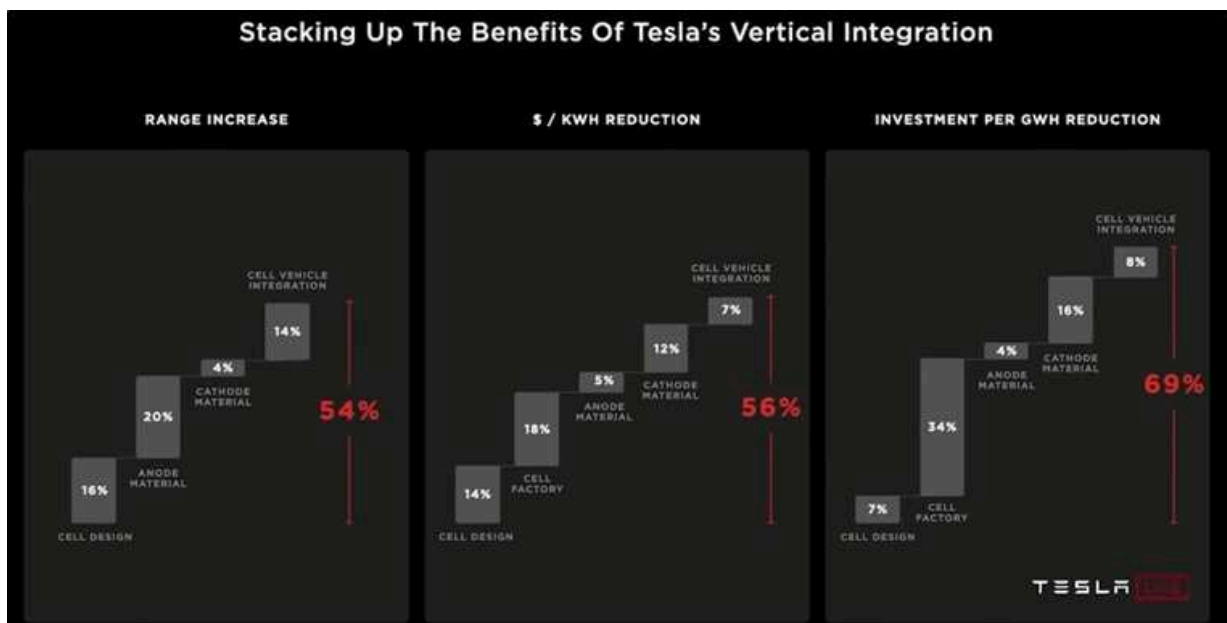 Stacking Up The Benefits Of Tesla's Vertical Integration
RANGE INCREASE
CELL VEHICLE
INTEGRATION
14%
4%
CATHODE
MATERIAL
20%
ANODE
MATERIAL
16%
CELL DESIGN
54%
$ / KWH REDUCTION
CELL VEHICLE
INTEGRATION
7%
12%
CATHODE
MATERIAL
5%
ANODE
MATERIAL
18%
CELL
FACTORY
14%
CELL DESIGN
56%
INVESTMENT PER GWH REDUCTION
CELL VEHICLE
INTEGRATION
8%
16%
CATHODE
MATERIAL
4%
ANODE
MATERIAL
34%
CELL
FACTORY
7%
CELL DESIGN
69%
TESLA